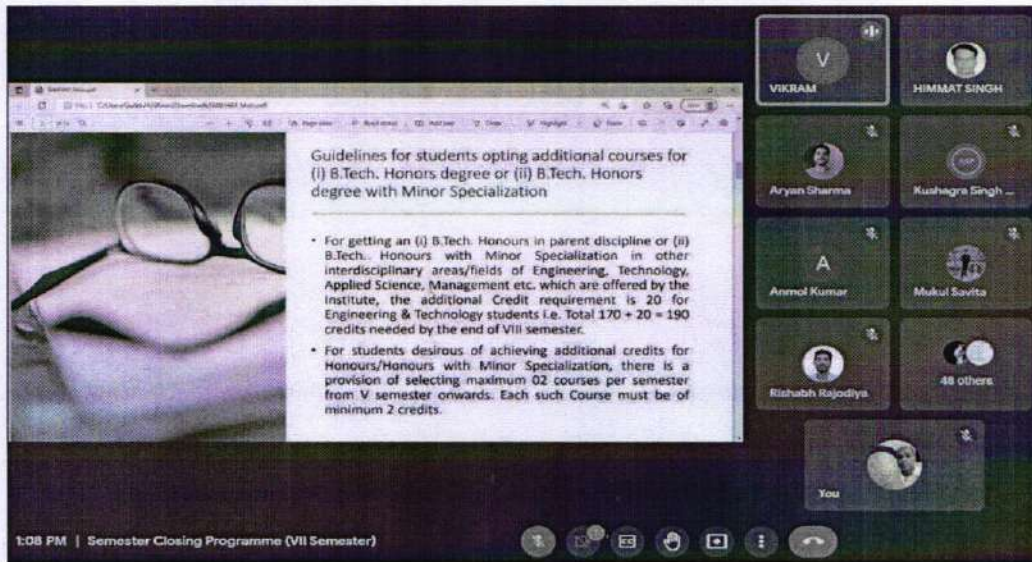 Guidelines for students opting additional courses for
(i) B.Tech. Honors degree or (ii) B.Tech. Honors
degree with Minor Specialization
• For getting an (i) B.Tech. Honours in parent discipline or (ii)
B.Tech.. Honours with Minor Specialization in other
interdisciplinary areas/fields of Engineering, Technology,
Applied Science, Management etc. which are offered by the
Institute, the additional Credit requirement is 20 for
Engineering & Technology students i.e. Total 170 + 20 = 190
credits needed by the end of VIII semester.
• For students desirous of achieving additional credits for
Honours/Honours with Minor Specialization, there is a
provision of selecting maximum 02 courses per semester
from V semester onwards. Each such Course must be of
minimum 2 credits.
V
VIKRAM
HIMMAT SINGH
Aryan Sharma
Kushagra Singh ...
A
Anmol Kumar
Mukul Savita
Rishabh Rajodiya
48 others
You
1:08 PM | Semester Closing Programme (VII Semester)
CC